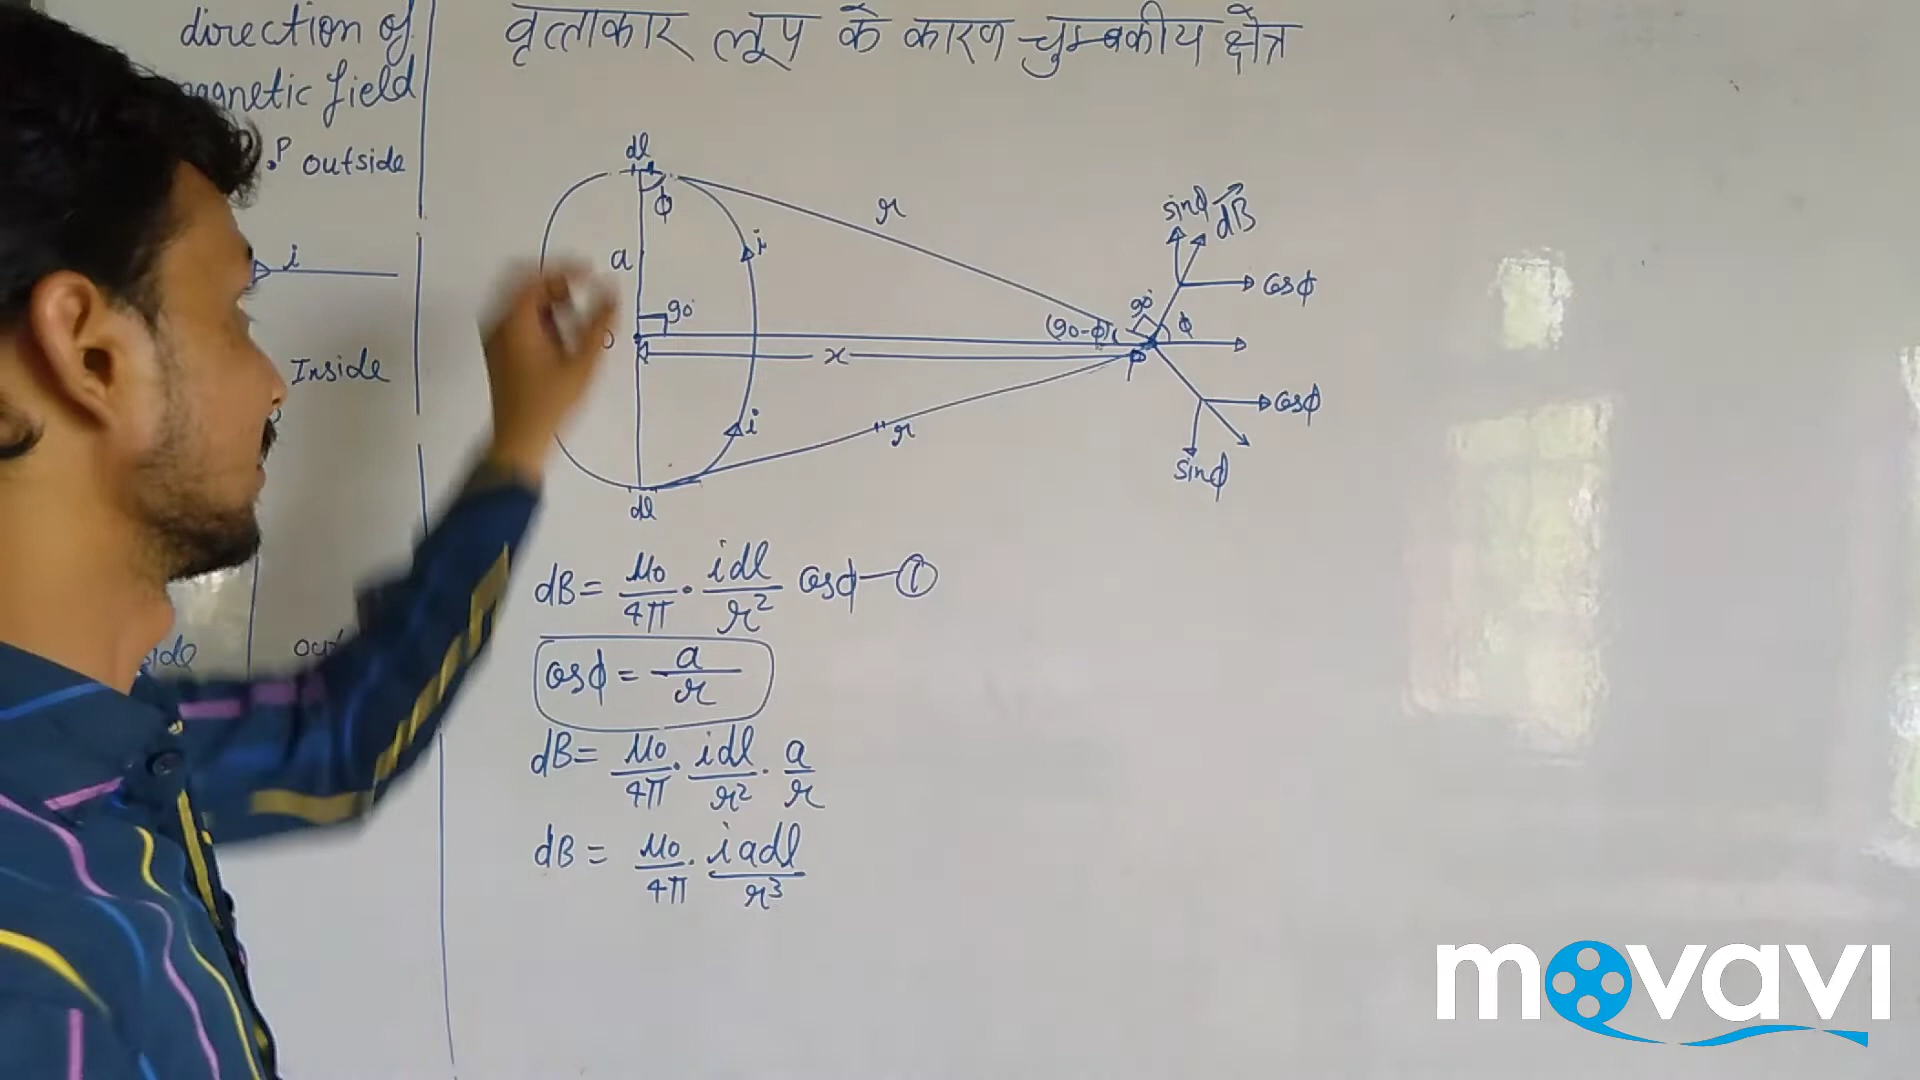 direction of
magnetic field
.P outside
i
Inside
वृत्ताकार लूप के कारण चुम्बकीय क्षेत्र
dl
ϕ
a
i
90°
r
x
(90-ϕ)
90°
ϕ
P
sinϕ
dB
cosϕ
cosϕ
sinϕ
i
r
dl
dB = μ0/4π · idl/r² cosϕ — ①
cosϕ = a/r
dB = μ0/4π · idl/r² · a/r
dB = μ0/4π · iadl/r³
movavi